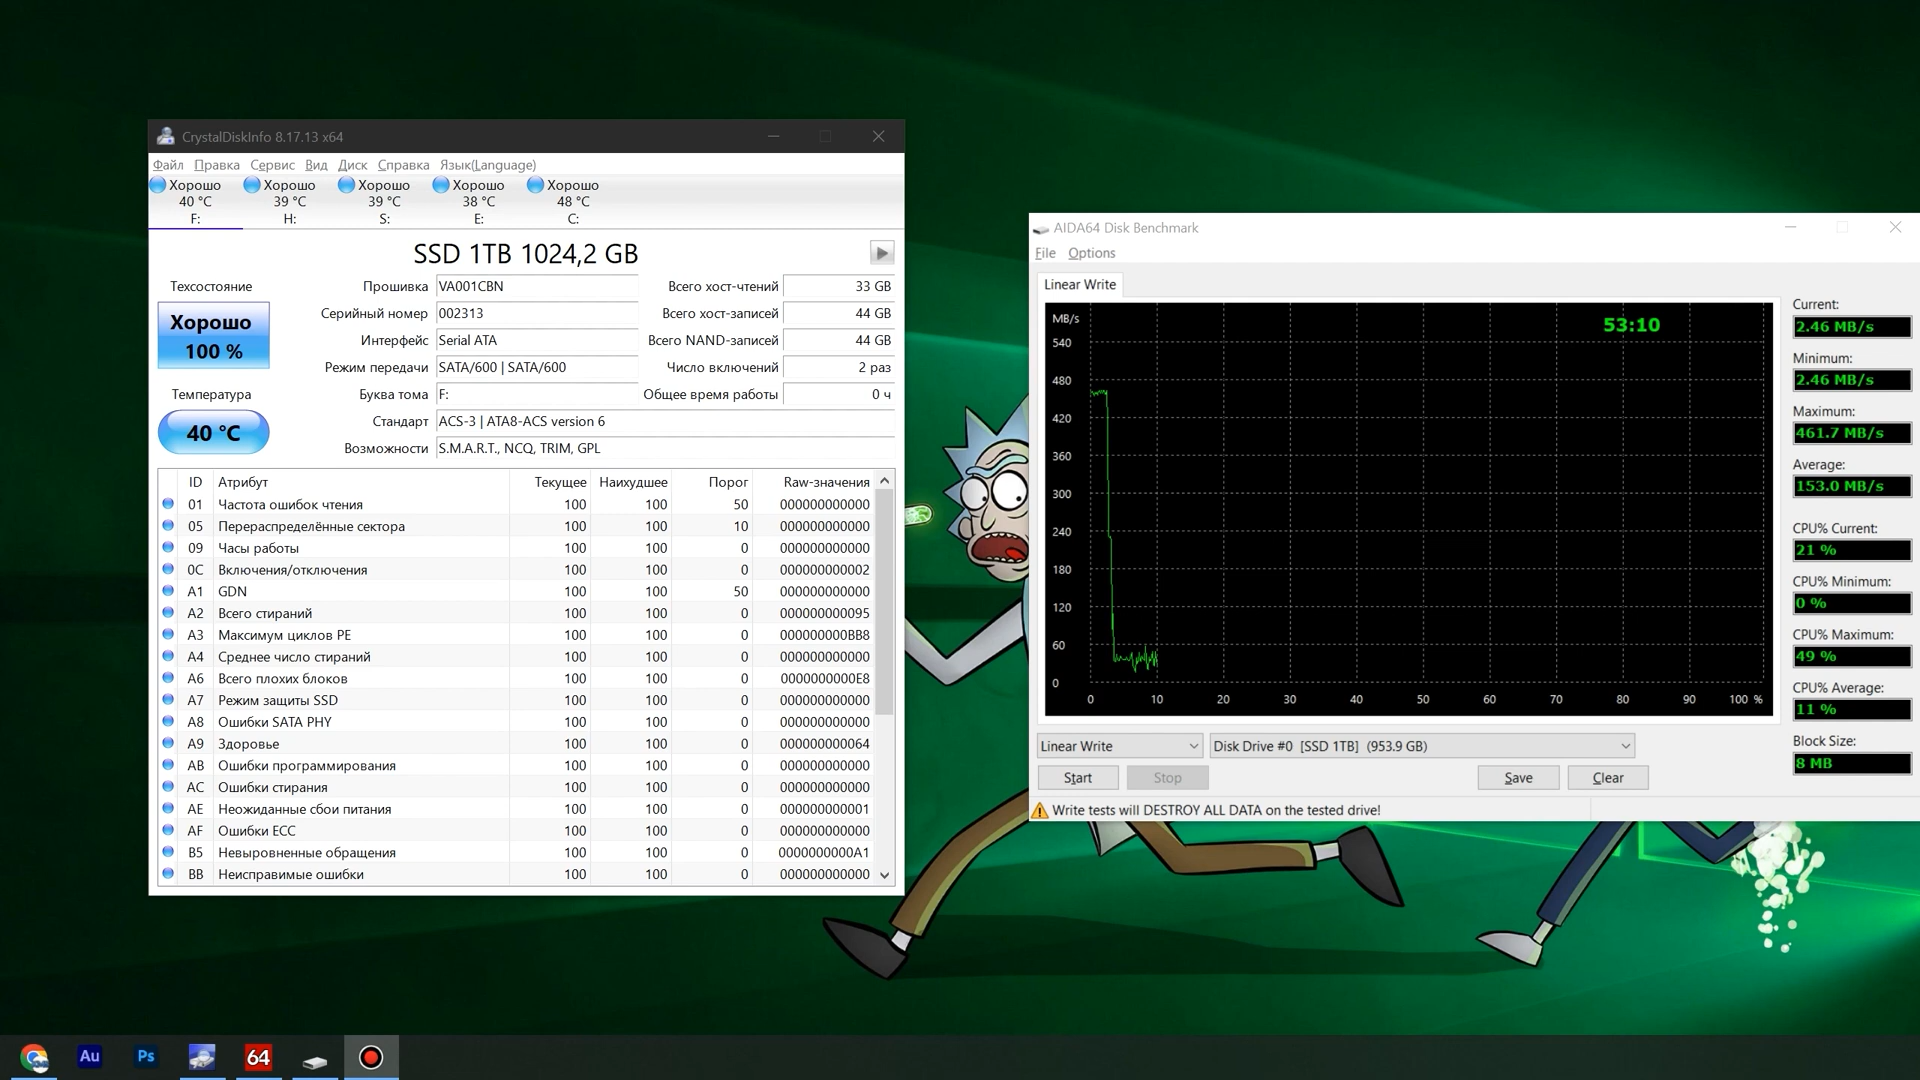 CrystalDiskInfo 8.17.13 x64
Файл Правка Сервис Вид Диск Справка Язык(Language)
Хорошо Хорошо Хорошо Хорошо Хорошо
40 °C 39 °C 39 °C 38 °C 48 °C
F: H: S: E: C:
SSD 1TB 1024,2 GB
Техсостояние
Хорошо
100 %
Температура
40 °C
Прошивка VA001CBN Всего хост-чтений 33 GB
Серийный номер 002313 Всего хост-записей 44 GB
Интерфейс Serial ATA Всего NAND-записей 44 GB
Режим передачи SATA/600 | SATA/600 Число включений 2 раз
Буква тома F: Общее время работы 0 ч
Стандарт ACS-3 | ATA8-ACS version 6
Возможности S.M.A.R.T., NCQ, TRIM, GPL
ID Атрибут Текущее Наихудшее Порог Raw-значения
01 Частота ошибок чтения 100 100 50 000000000000
05 Перераспределённые сектора 100 100 10 000000000000
09 Часы работы 100 100 0 000000000000
0C Включения/отключения 100 100 0 000000000002
A1 GDN 100 100 50 000000000000
A2 Всего стираний 100 100 0 000000000095
A3 Максимум циклов PE 100 100 0 000000000BB8
A4 Среднее число стираний 100 100 0 000000000000
A6 Всего плохих блоков 100 100 0 0000000000E8
A7 Режим защиты SSD 100 100 0 000000000000
A8 Ошибки SATA PHY 100 100 0 000000000000
A9 Здоровье 100 100 0 000000000064
AB Ошибки программирования 100 100 0 000000000000
AC Ошибки стирания 100 100 0 000000000000
AE Неожиданные сбои питания 100 100 0 000000000001
AF Ошибки ECC 100 100 0 000000000000
B5 Невыровненные обращения 100 100 0 0000000000A1
BB Неисправимые ошибки 100 100 0 000000000000
AIDA64 Disk Benchmark
File Options
Linear Write
MB/s
53:10
540
480
420
360
300
240
180
120
60
0
0 10 20 30 40 50 60 70 80 90 100 %
Current:
2.46 MB/s
Minimum:
2.46 MB/s
Maximum:
461.7 MB/s
Average:
153.0 MB/s
CPU% Current:
21 %
CPU% Minimum:
0 %
CPU% Maximum:
49 %
CPU% Average:
11 %
Block Size:
8 MB
Linear Write Disk Drive #0 [SSD 1TB] (953.9 GB)
Start Stop Save Clear
Write tests will DESTROY ALL DATA on the tested drive!
Au Ps 64